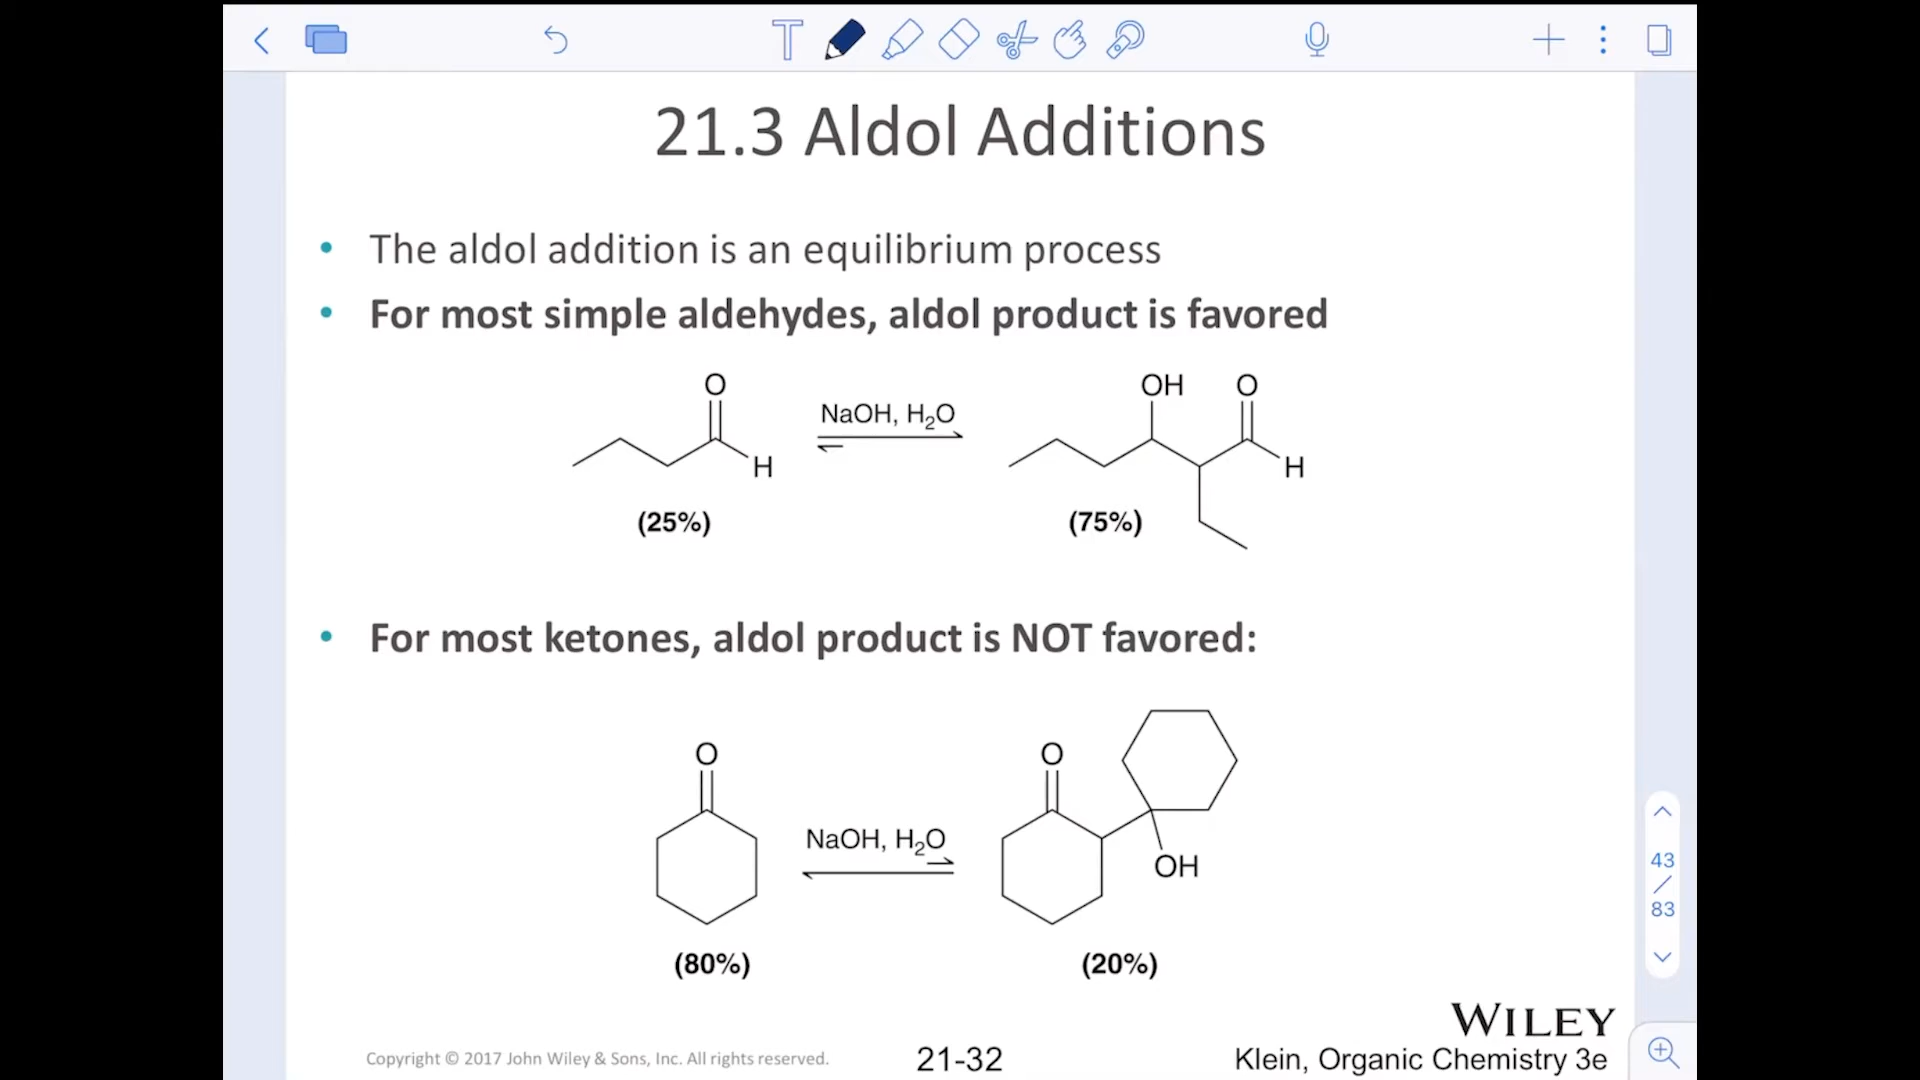 T
21.3 Aldol Additions
• The aldol addition is an equilibrium process
• For most simple aldehydes, aldol product is favored
O
H
NaOH, H₂O
OH O
H
(25%)
(75%)
• For most ketones, aldol product is NOT favored:
O
NaOH, H₂O
O
OH
(80%)
(20%)
43
/
83
WILEY
Copyright © 2017 John Wiley & Sons, Inc. All rights reserved.
21-32
Klein, Organic Chemistry 3e